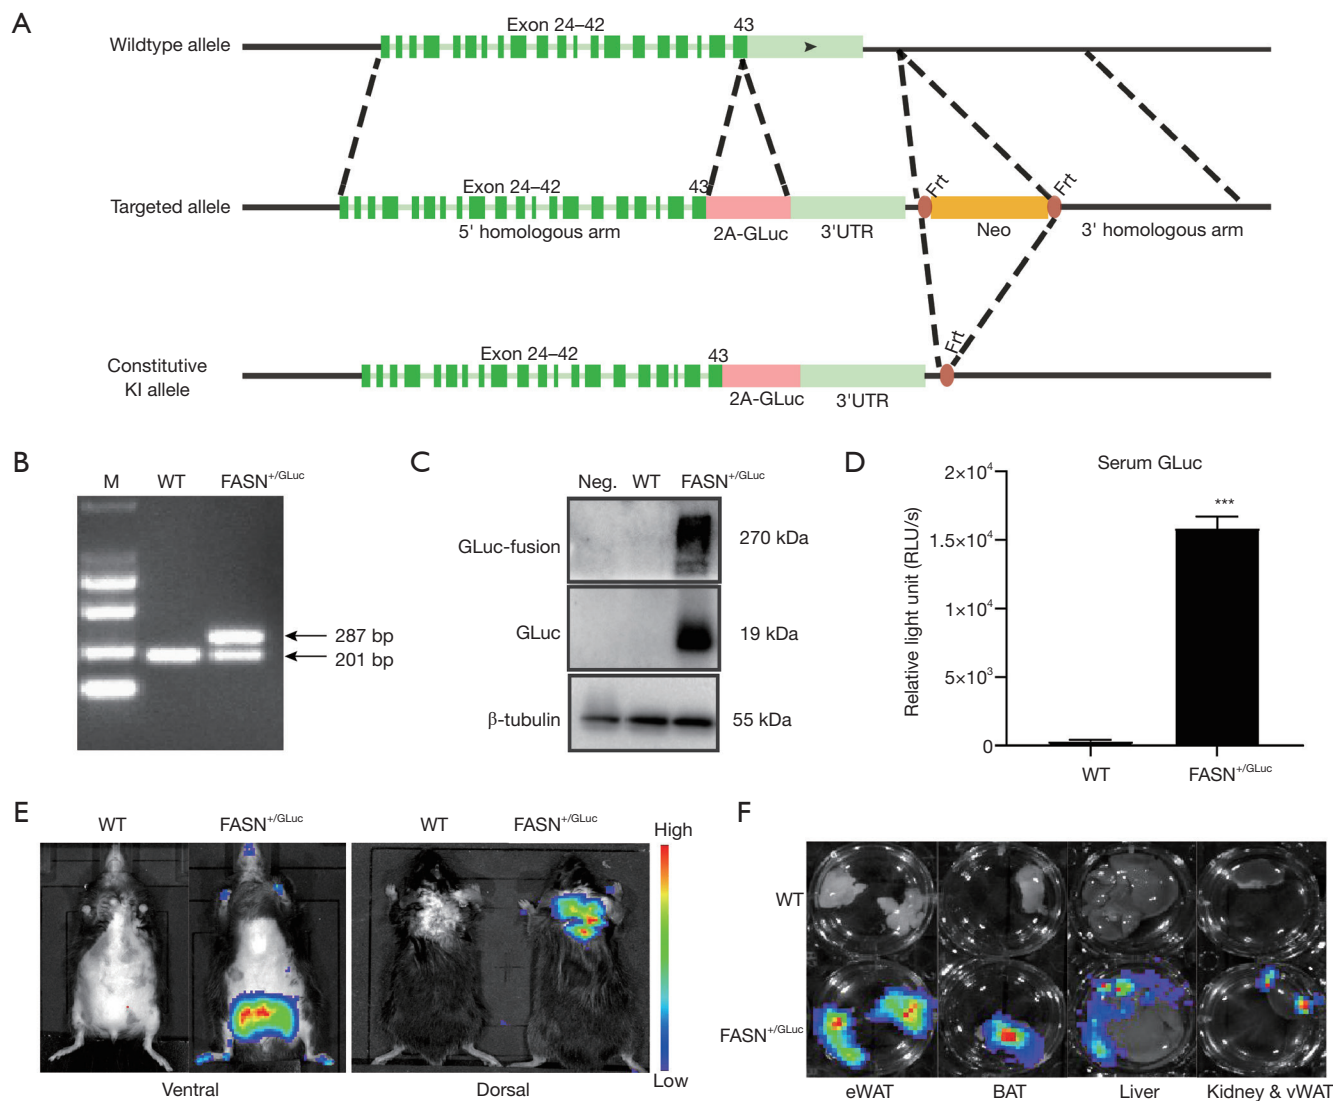 A
Wildtype allele
Exon 24–42
43
Targeted allele
Exon 24–42
43
Frt
Frt
5' homologous arm
2A-GLuc
3'UTR
Neo
3' homologous arm
Constitutive
KI allele
Exon 24–42
43
Frt
2A-GLuc
3'UTR
B
M WT FASN+/GLuc
287 bp
201 bp
C
Neg. WT FASN+/GLuc
GLuc-fusion 270 kDa
GLuc 19 kDa
β-tubulin 55 kDa
D
Serum GLuc
Relative light unit (RLU/s)
2×10⁴
1.5×10⁴
1×10⁴
5×10³
0
***
WT FASN+/GLuc
E
WT FASN+/GLuc WT FASN+/GLuc
High
Low
Ventral Dorsal
F
WT
FASN+/GLuc
eWAT BAT Liver Kidney & vWAT